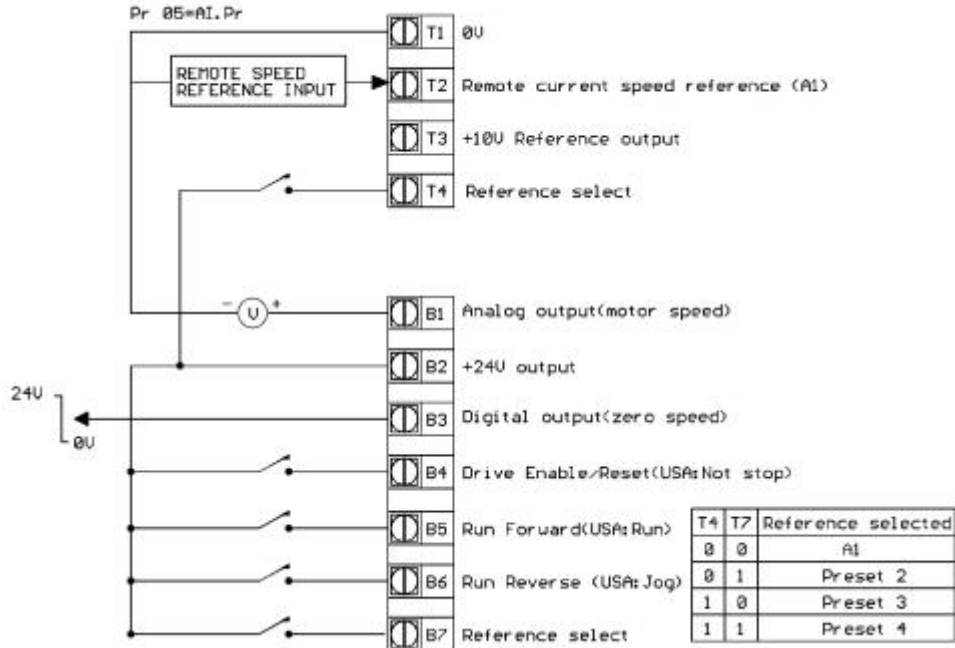 Pr 05=AI.Pr
T1 0V
REMOTE SPEED
REFERENCE INPUT
T2 Remote current speed reference (A1)
T3 +10V Reference output
T4 Reference select
- V +
B1 Analog output(motor speed)
B2 +24V output
24V
0V
B3 Digital output(zero speed)
B4 Drive Enable/Reset(USA:Not stop)
B5 Run Forward(USA:Run)
B6 Run Reverse (USA:Jog)
B7 Reference select
T4 T7 Reference selected
0 0 A1
0 1 Preset 2
1 0 Preset 3
1 1 Preset 4